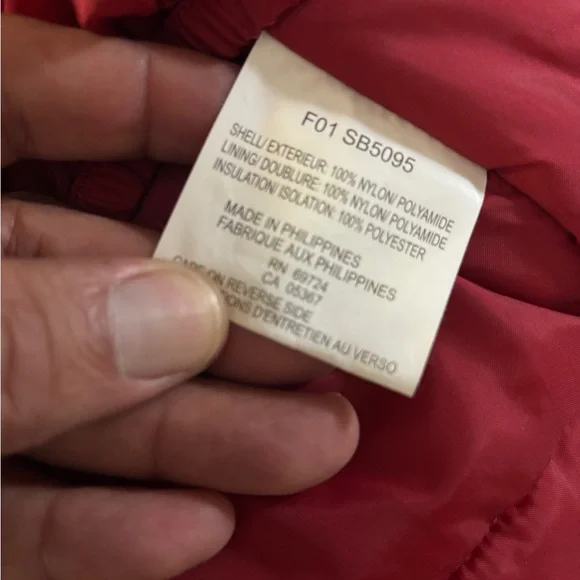 F01 SB5095
SHELL/ EXTERIEUR: 100% NYLON/ POLYAMIDE
LINING/ DOUBLURE: 100% NYLON/ POLYAMIDE
INSULATION/ ISOLATION: 100% POLYESTER
MADE IN PHILIPPINES
FABRIQUE AUX PHILIPPINES
RN 69724
CA 05367
CARE ON REVERSE SIDE
D'ENTRETIEN AU VERSO